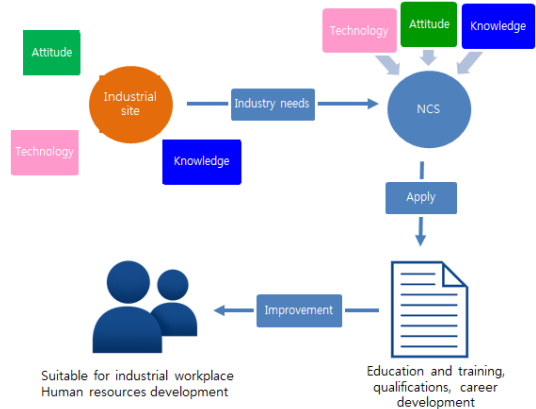 Technology
Attitude
Knowledge
Attitude
Industrial
site
Industry needs
NCS
Technology
Knowledge
Apply
Improvement
Suitable for industrial workplace
Human resources development
Education and training,
qualifications, career
development